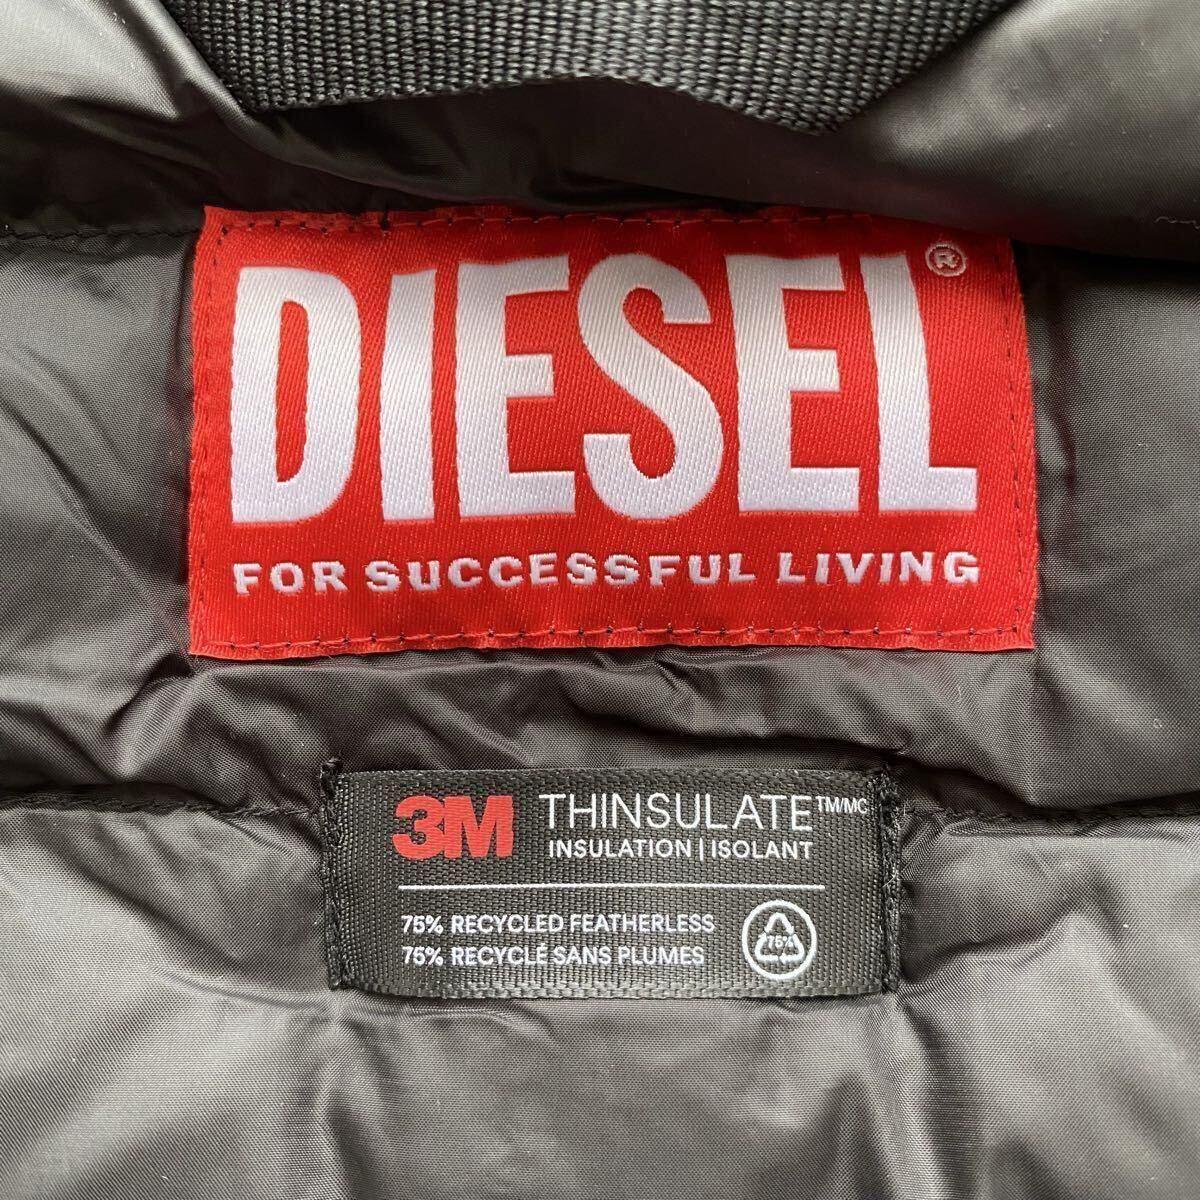 DIESEL®
FOR SUCCESSFUL LIVING
3M THINSULATE™/MC
INSULATION | ISOLANT
75% RECYCLED FEATHERLESS
75% RECYCLÉ SANS PLUMES
75%